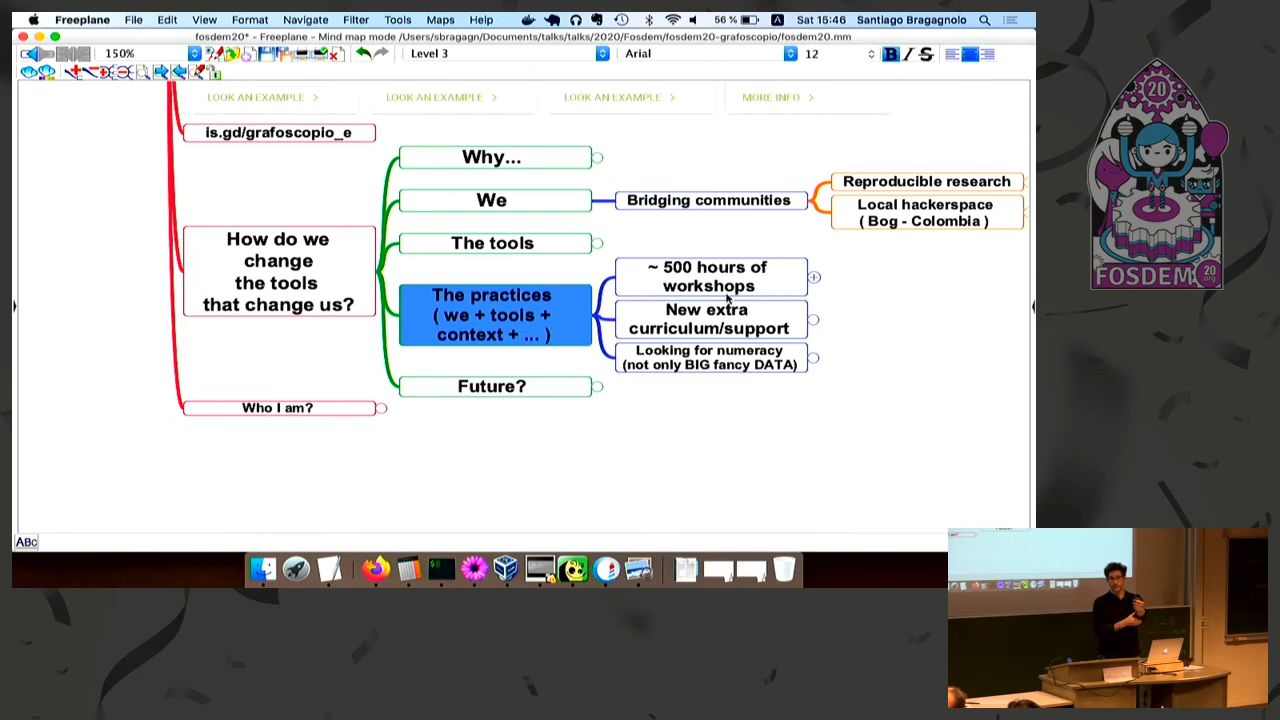 Freeplane File Edit View Format Navigate Filter Tools Maps Help 56 % A Sat 15:46 Santiago Bragagnolo
fosdem20* - Freeplane - Mind map mode /Users/sbragagn/Documents/talks/talks/2020/Fosdem/fosdem20-grafoscopio/fosdem20.mm
150% Level 3 Arial 12 B I S
LOOK AN EXAMPLE > LOOK AN EXAMPLE > LOOK AN EXAMPLE > MORE INFO >
is.gd/grafoscopio_e
How do we
change
the tools
that change us?
Why...
We
Bridging communities
Reproducible research
Local hackerspace
( Bog - Colombia )
The tools
The practices
( we + tools +
context + ... )
~ 500 hours of
workshops
New extra
curriculum/support
Looking for numeracy
(not only BIG fancy DATA)
Future?
Who I am?
ABC
20
FOSDEM 20
.org